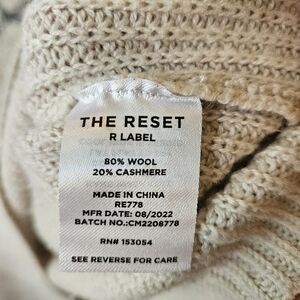 THE RESET
R LABEL
80% WOOL
20% CASHMERE
MADE IN CHINA
RE778
MFR DATE: 08/2022
BATCH NO.:CM2208778
RN# 153054
SEE REVERSE FOR CARE